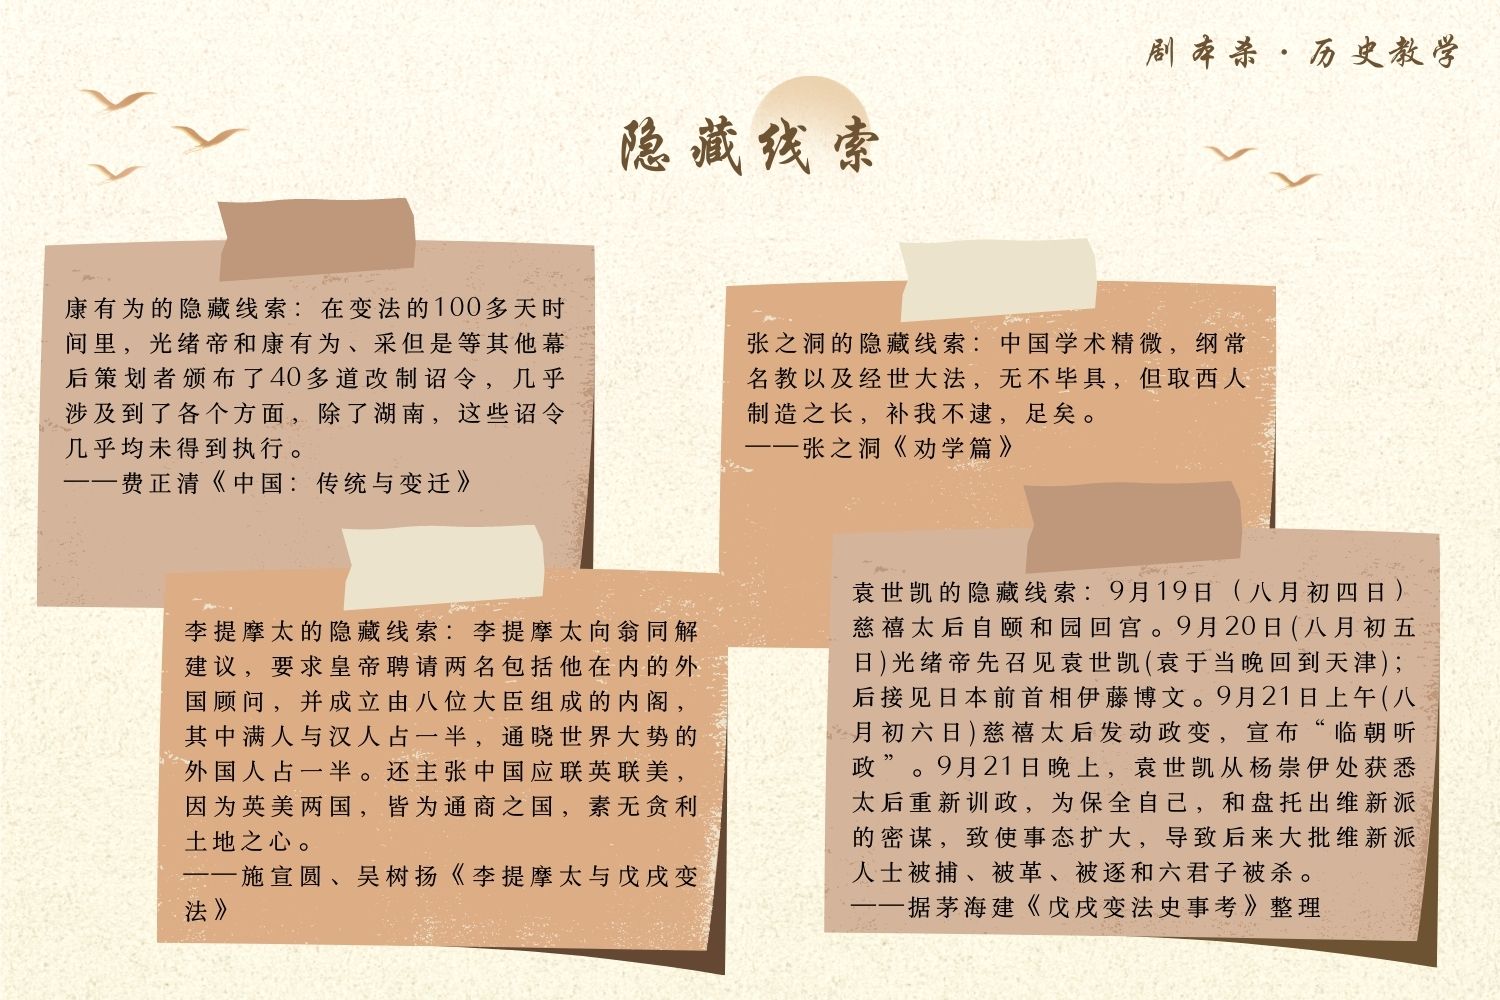 剧本杀·历史教学
隐藏线索
康有为的隐藏线索：在变法的100多天时
间里，光绪帝和康有为、采但是等其他幕
后策划者颁布了40多道改制诏令，几乎
涉及到了各个方面，除了湖南，这些诏令
几乎均未得到执行。
——费正清《中国：传统与变迁》
张之洞的隐藏线索：中国学术精微，纲常
名教以及经世大法，无不毕具，但取西人
制造之长，补我不逮，足矣。
——张之洞《劝学篇》
李提摩太的隐藏线索：李提摩太向翁同解
建议，要求皇帝聘请两名包括他在内的外
国顾问，并成立由八位大臣组成的内阁，
其中满人与汉人占一半，通晓世界大势的
外国人占一半。还主张中国应联英联美，
因为英美两国，皆为通商之国，素无贪利
土地之心。
——施宣圆、吴树扬《李提摩太与戊戌变
法》
袁世凯的隐藏线索：9月19日（八月初四日）
慈禧太后自颐和园回宫。9月20日(八月初五
日)光绪帝先召见袁世凯(袁于当晚回到天津)；
后接见日本前首相伊藤博文。9月21日上午(八
月初六日)慈禧太后发动政变，宣布“临朝听
政”。9月21日晚上，袁世凯从杨崇伊处获悉
太后重新训政，为保全自己，和盘托出维新派
的密谋，致使事态扩大，导致后来大批维新派
人士被捕、被革、被逐和六君子被杀。
——据茅海建《戊戌变法史事考》整理